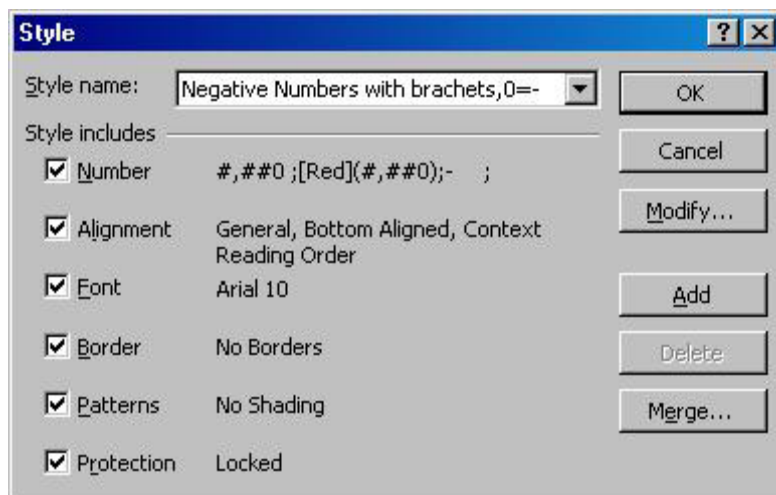 Style
Style name: Negative Numbers with brachets,0=- OK
Style includes Cancel
Number #,##0 ;[Red](#,##0);-    ;
Modify...
Alignment General, Bottom Aligned, Context
Reading Order
Font Arial 10 Add
Border No Borders Delete
Patterns No Shading Merge...
Protection Locked